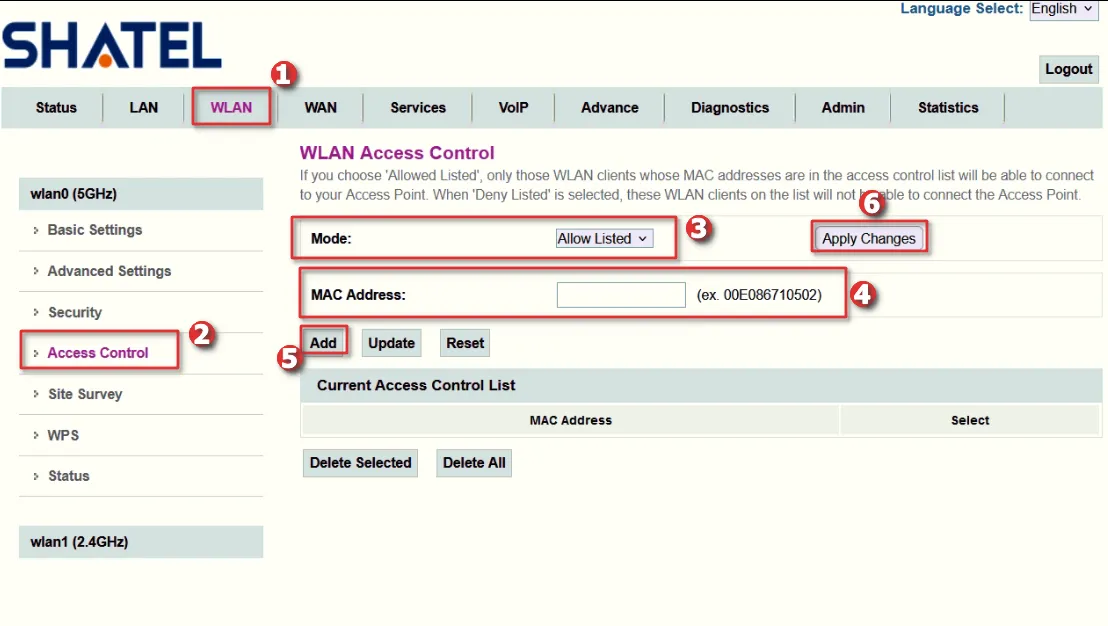 Language Select: English
SHATEL
Logout
1
Status LAN WLAN WAN Services VoIP Advance Diagnostics Admin Statistics
WLAN Access Control
If you choose 'Allowed Listed', only those WLAN clients whose MAC addresses are in the access control list will be able to connect
to your Access Point. When 'Deny Listed' is selected, these WLAN clients on the list will not be able to connect the Access Point.
wlan0 (5GHz)
Basic Settings
Advanced Settings
Security
2
Access Control
Site Survey
WPS
Status
wlan1 (2.4GHz)
6
Mode: Allow Listed 3 Apply Changes
MAC Address: (ex. 00E086710502) 4
5 Add Update Reset
Current Access Control List
MAC Address Select
Delete Selected Delete All